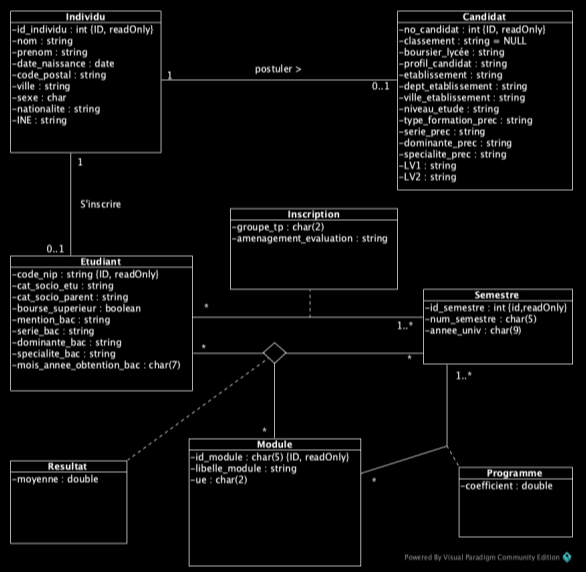 Individu
-id_individu : int {ID, readOnly}
-nom : string
-prenom : string
-date_naissance : date
-code_postal : string
-ville : string
-sexe : char
-nationalite : string
-INE : string
1
postuler >
0..1
Candidat
-no_candidat : int {ID, readOnly}
-classement : string = NULL
-boursier_lycée : string
-profil_candidat : string
-etablissement : string
-dept_etablissement : string
-ville_etablissement : string
-niveau_etude : string
-type_formation_prec : string
-serie_prec : string
-dominante_prec : string
-specialite_prec : string
-LV1 : string
-LV2 : string
1
S'inscrire
0..1
Inscription
-groupe_tp : char(2)
-amenagement_evaluation : string
Etudiant
-code_nip : string {ID, readOnly}
-cat_socio_etu : string
-cat_socio_parent : string
-bourse_superieur : boolean
-mention_bac : string
-serie_bac : string
-dominante_bac : string
-specialite_bac : string
-mois_annee_obtention_bac : char(7)
*
1..*
*
*
Semestre
-id_semestre : int {id,readOnly}
-num_semestre : char(5)
-annee_univ : char(9)
1..*
*
Module
-id_module : char(5) {ID, readOnly}
-libelle_module : string
-ue : char(2)
*
Resultat
-moyenne : double
Programme
-coefficient : double
Powered By Visual Paradigm Community Edition